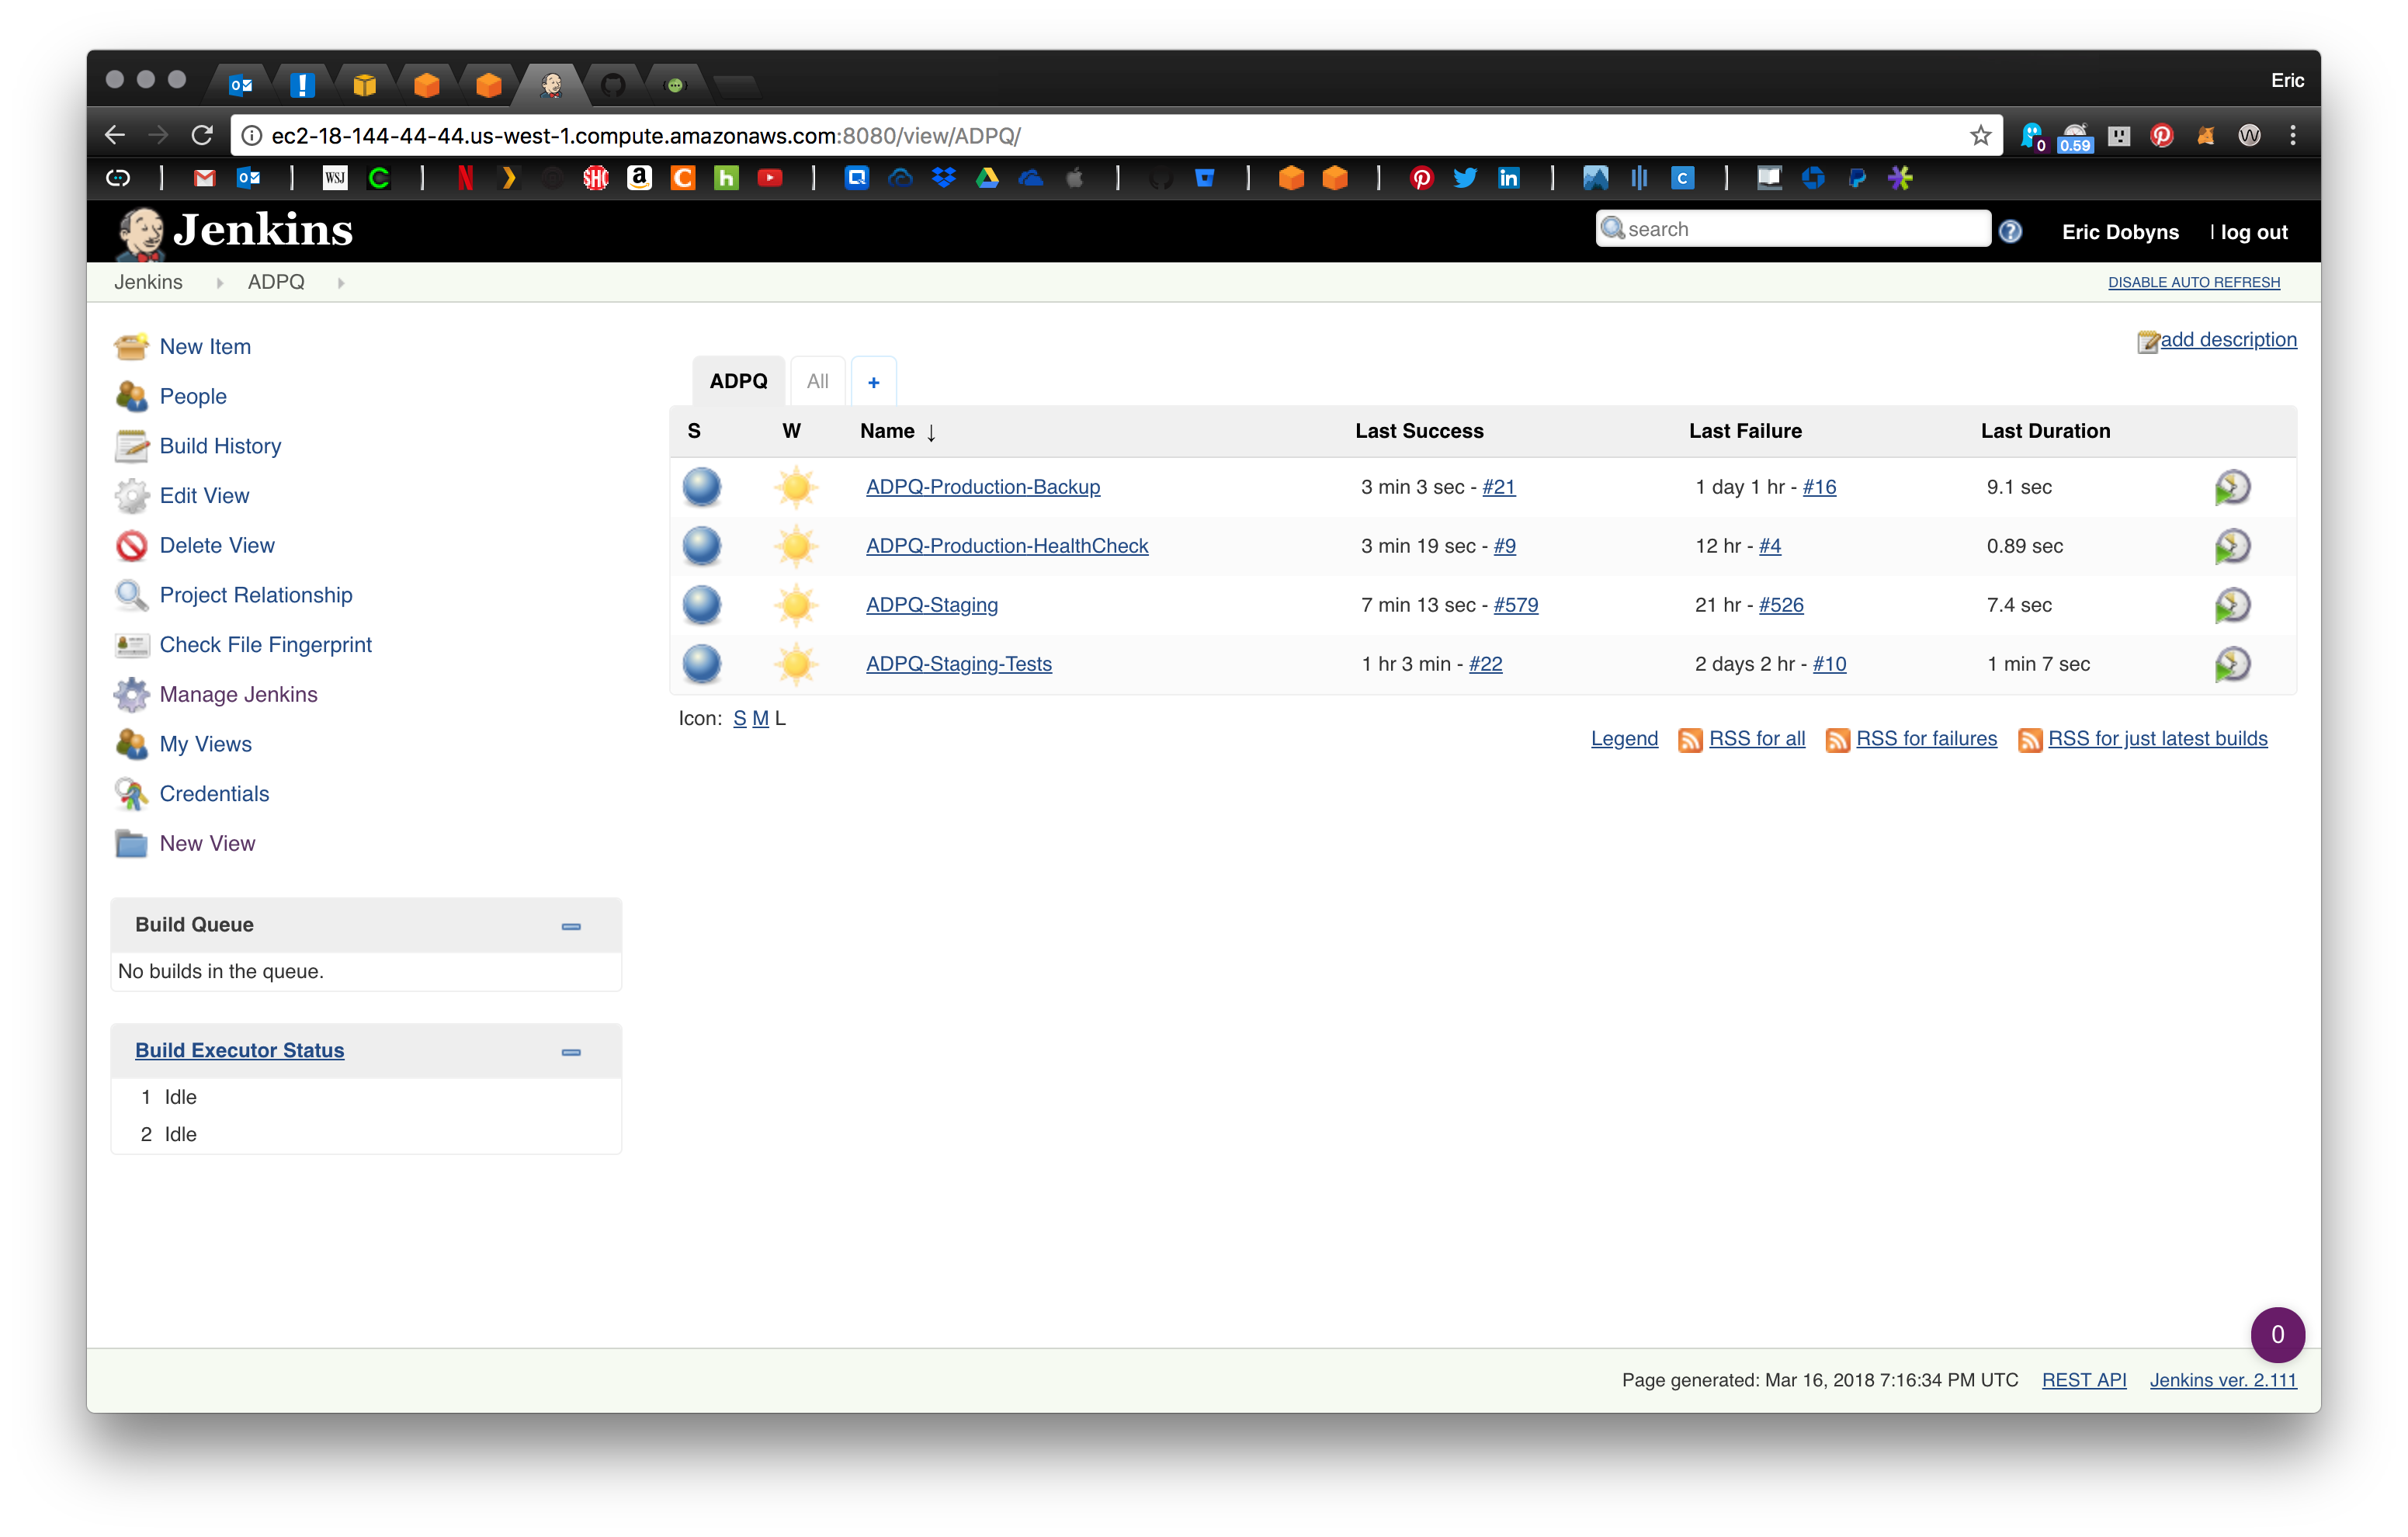 Eric
ec2-18-144-44-44.us-west-1.compute.amazonaws.com:8080/view/ADPQ/
0
0.59
WSJ
Jenkins
search
Eric Dobyns
| log out
Jenkins
ADPQ
DISABLE AUTO REFRESH
New Item
People
Build History
Edit View
Delete View
Project Relationship
Check File Fingerprint
Manage Jenkins
My Views
Credentials
New View
Build Queue
No builds in the queue.
Build Executor Status
1 Idle
2 Idle
add description
ADPQ All +
S W Name ↓ Last Success Last Failure Last Duration
ADPQ-Production-Backup 3 min 3 sec - #21 1 day 1 hr - #16 9.1 sec
ADPQ-Production-HealthCheck 3 min 19 sec - #9 12 hr - #4 0.89 sec
ADPQ-Staging 7 min 13 sec - #579 21 hr - #526 7.4 sec
ADPQ-Staging-Tests 1 hr 3 min - #22 2 days 2 hr - #10 1 min 7 sec
Icon: S M L
Legend RSS for all RSS for failures RSS for just latest builds
0
Page generated: Mar 16, 2018 7:16:34 PM UTC REST API Jenkins ver. 2.111